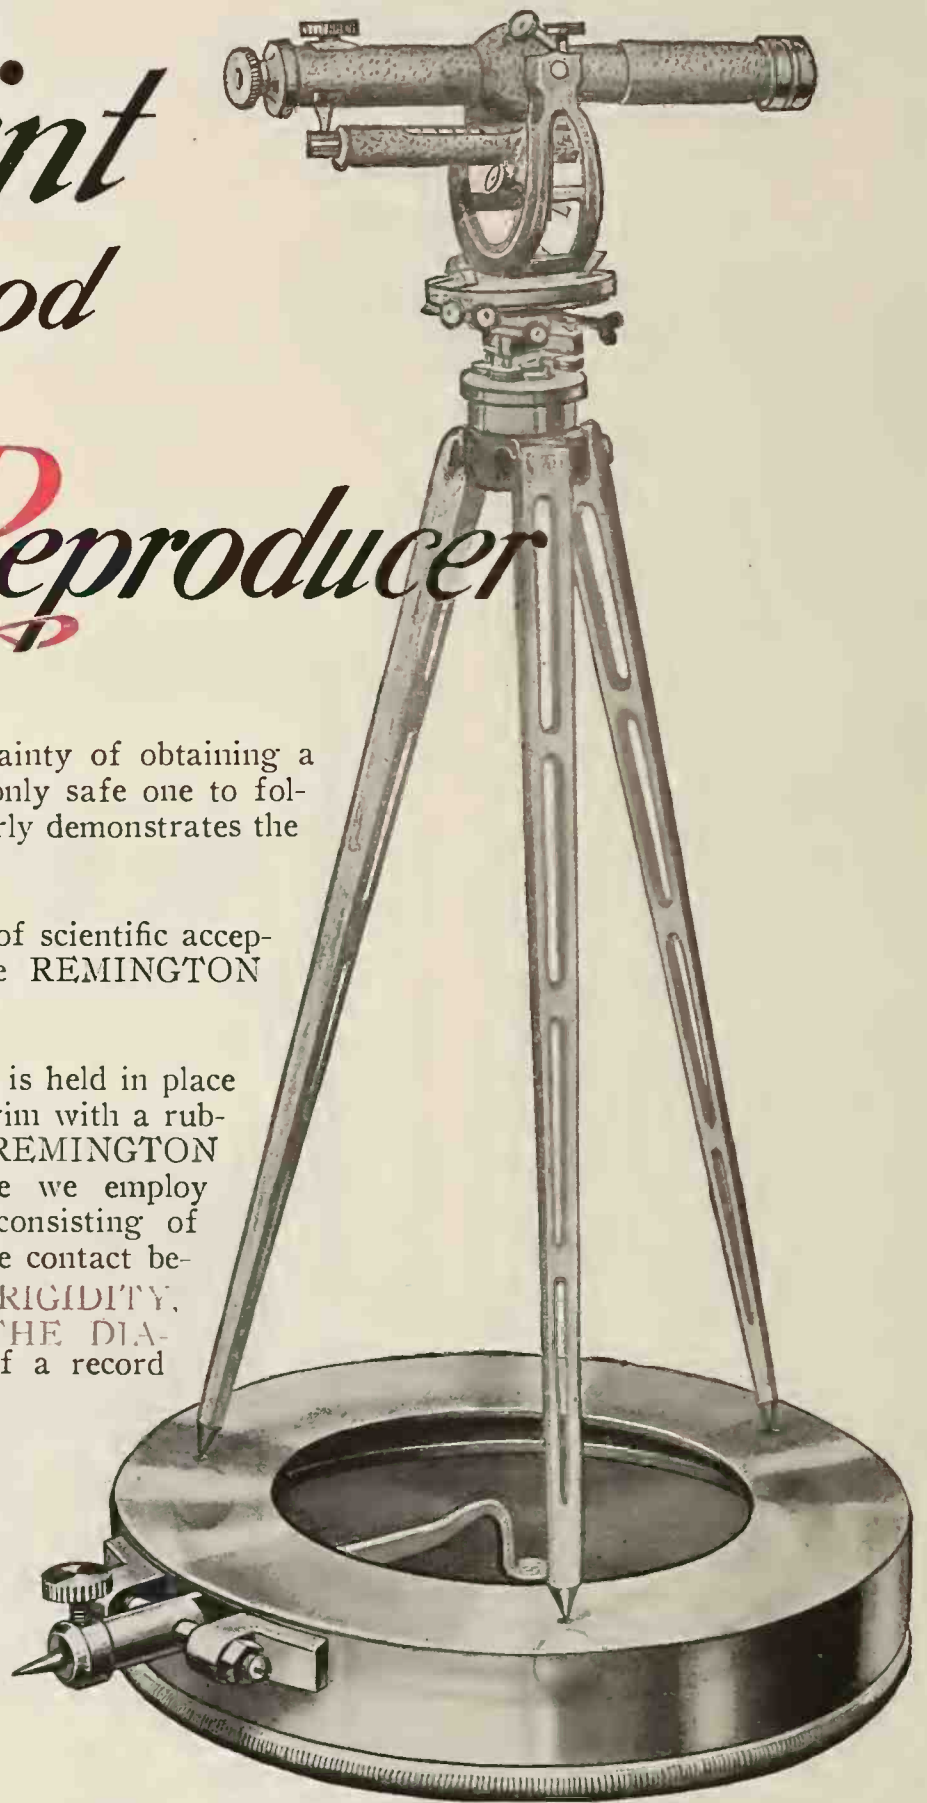 int
od
Reproducer
ainty of obtaining a
only safe one to fol-
rly demonstrates the
of scientific accep-
e REMINGTON
is held in place
rim with a rub-
REMINGTON
e we employ
consisting of
e contact be-
RIGIDITY,
THE DIA-
f a record